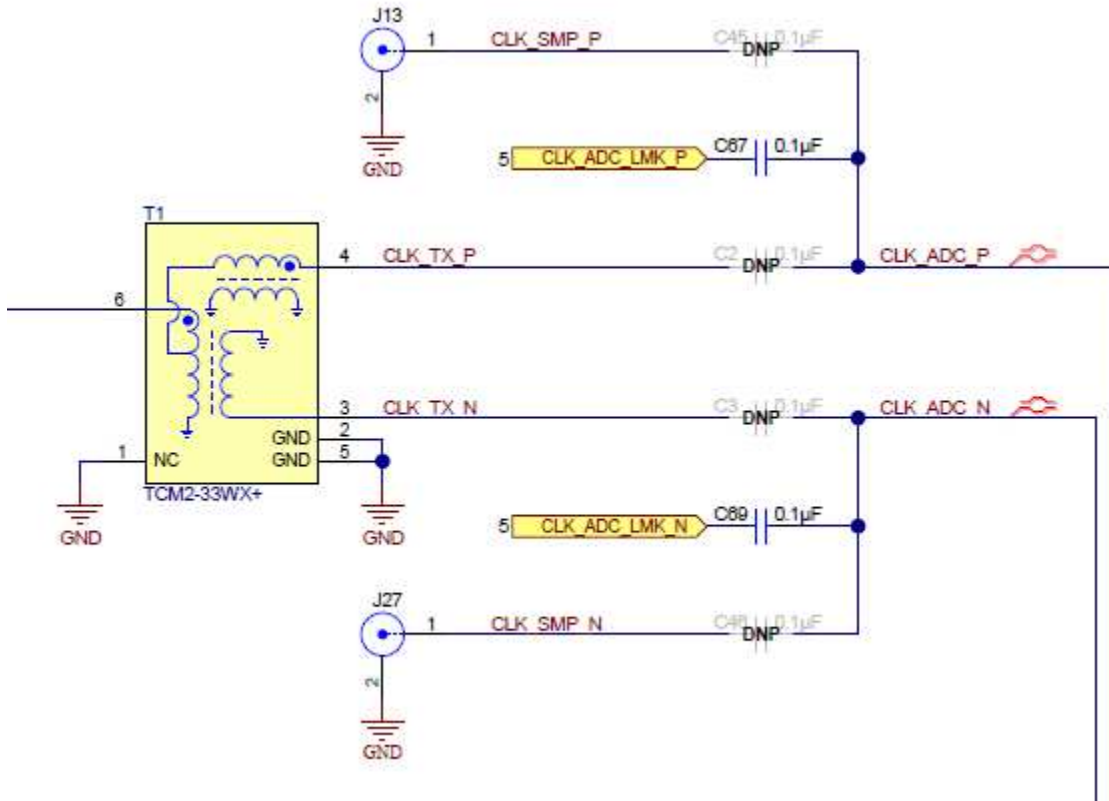 J13
1 CLK_SMP_P C45 0.1µF
DNP
2
GND
5 CLK_ADC_LMK_P C67 0.1µF
T1
4 CLK_TX_P C2 0.1µF CLK_ADC_P
DNP
6
3 CLK_TX_N C3 0.1µF CLK_ADC_N
DNP
GND 2
1 NC GND 5
TCM2-33WX+
GND GND
5 CLK_ADC_LMK_N C69 0.1µF
J27
1 CLK_SMP_N C46 0.1µF
DNP
2
GND